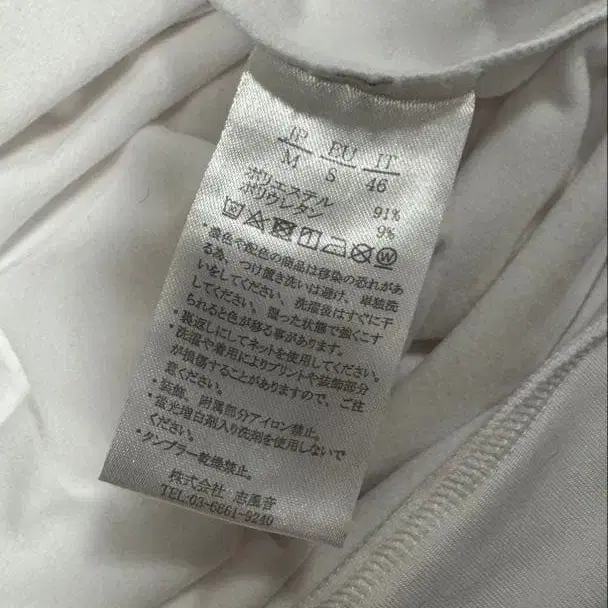 JP EU IT
M S 46
ポリエステル 91%
ポリウレタン 9%
・濃色や配色の商品は移染の恐れがあ
る為、つけ置き洗いは避け、単独洗
いをしてください、洗濯後はすぐに干
してください、湿った状態で強くこす
られると色が移る事があります。
・裏返しにしてネットを使用してください。
・洗濯や着用によりプリントや装飾部分
が損傷することがありますので、ご注
意ください。
・装飾、附属部分アイロン禁止。
・蛍光増白剤入り洗剤を使用しないで
ください。
・タンブラー乾燥禁止。
株式会社 志風音
TEL:03-6661-9240